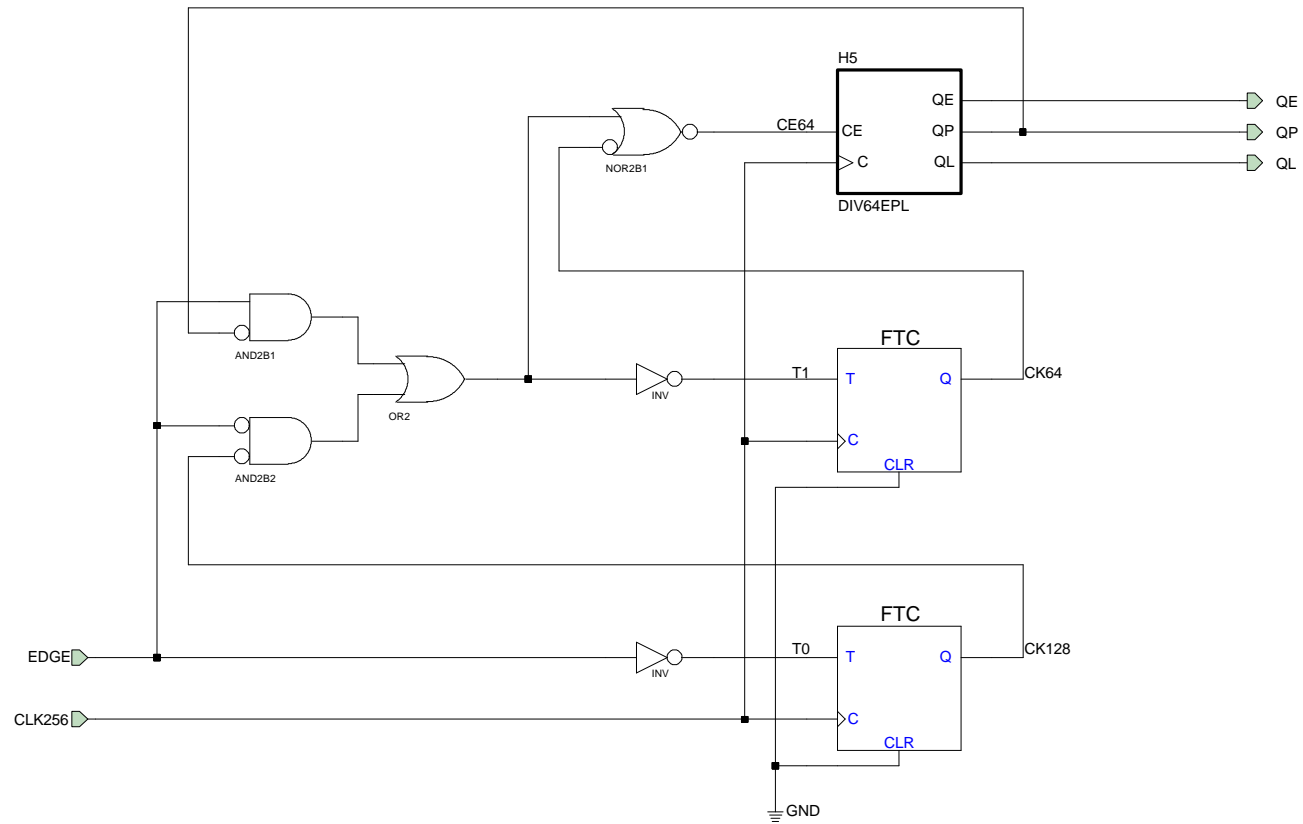 H5
QE
QE
CE64
CE
QP
QP
NOR2B1
C
QL
QL
DIV64EPL
AND2B1
FTC
T1
T
Q
CK64
INV
OR2
C
CLR
AND2B2
FTC
EDGE
T0
T
Q
CK128
INV
CLK256
C
CLR
GND